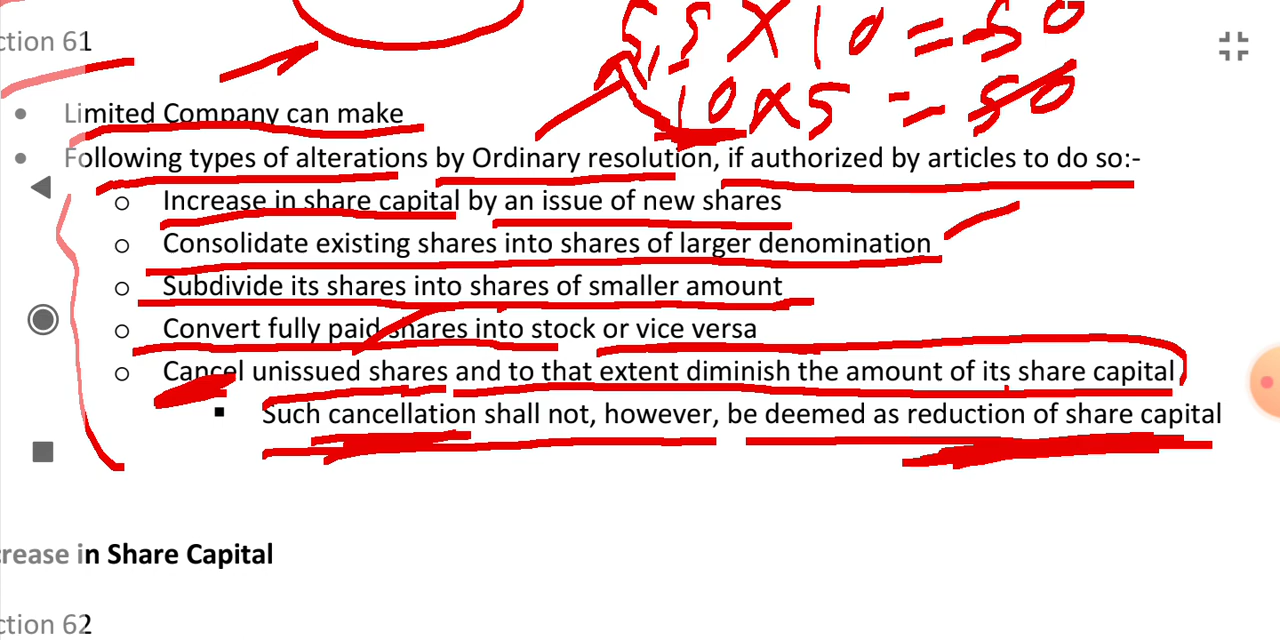 ction 61
5,5 X 10 = 50
10 X 5 = 50
• Limited Company can make
• Following types of alterations by Ordinary resolution, if authorized by articles to do so:-
o Increase in share capital by an issue of new shares
o Consolidate existing shares into shares of larger denomination
o Subdivide its shares into shares of smaller amount
o Convert fully paid shares into stock or vice versa
o Cancel unissued shares and to that extent diminish the amount of its share capital
▪ Such cancellation shall not, however, be deemed as reduction of share capital
crease in Share Capital
ction 62